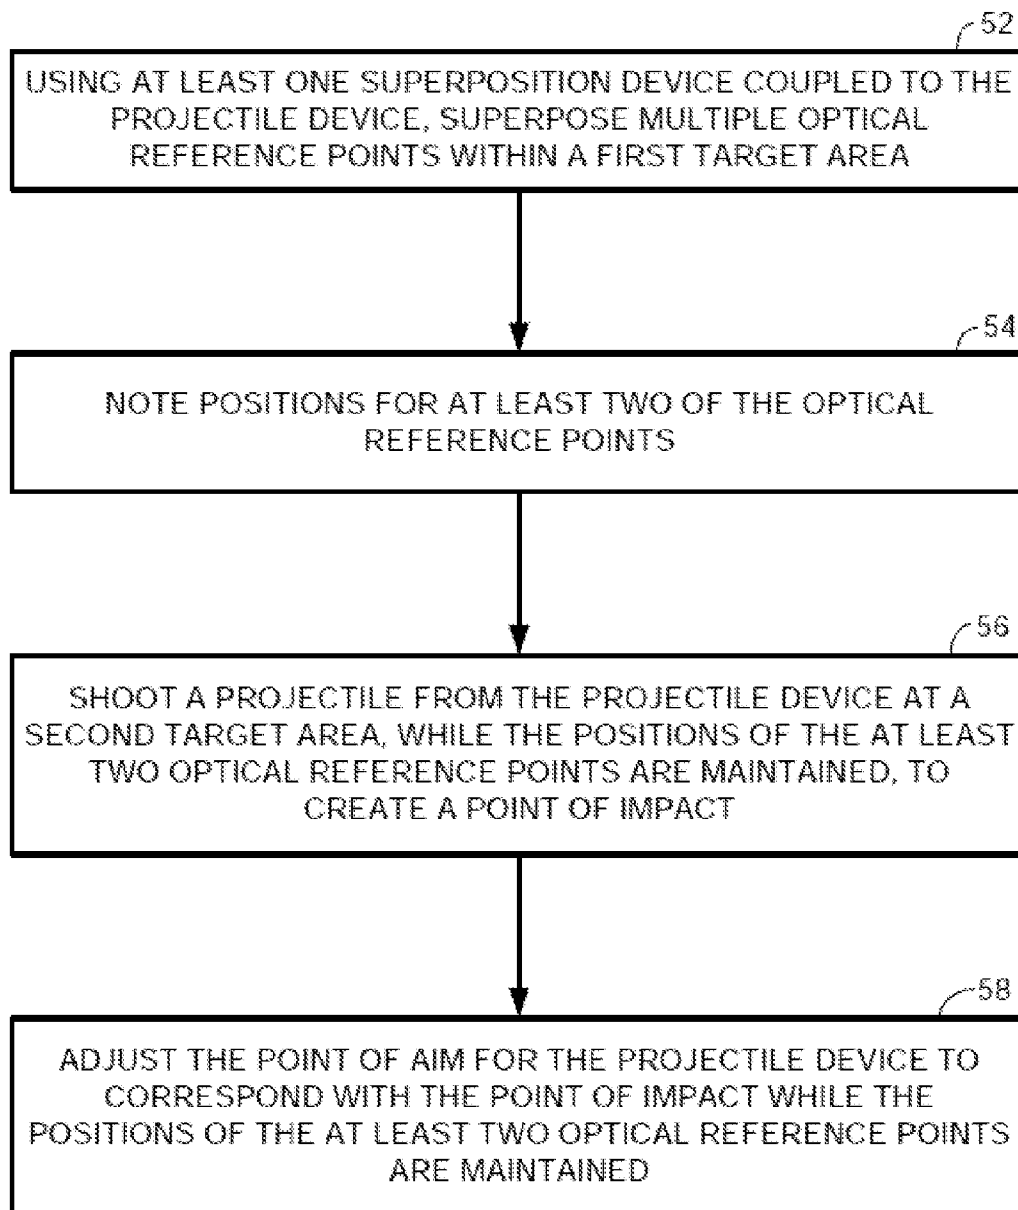 52
USING AT LEAST ONE SUPERPOSITION DEVICE COUPLED TO THE
PROJECTILE DEVICE, SUPERPOSE MULTIPLE OPTICAL
REFERENCE POINTS WITHIN A FIRST TARGET AREA
54
NOTE POSITIONS FOR AT LEAST TWO OF THE OPTICAL
REFERENCE POINTS
56
SHOOT A PROJECTILE FROM THE PROJECTILE DEVICE AT A
SECOND TARGET AREA, WHILE THE POSITIONS OF THE AT LEAST
TWO OPTICAL REFERENCE POINTS ARE MAINTAINED, TO
CREATE A POINT OF IMPACT
58
ADJUST THE POINT OF AIM FOR THE PROJECTILE DEVICE TO
CORRESPOND WITH THE POINT OF IMPACT WHILE THE
POSITIONS OF THE AT LEAST TWO OPTICAL REFERENCE POINTS
ARE MAINTAINED